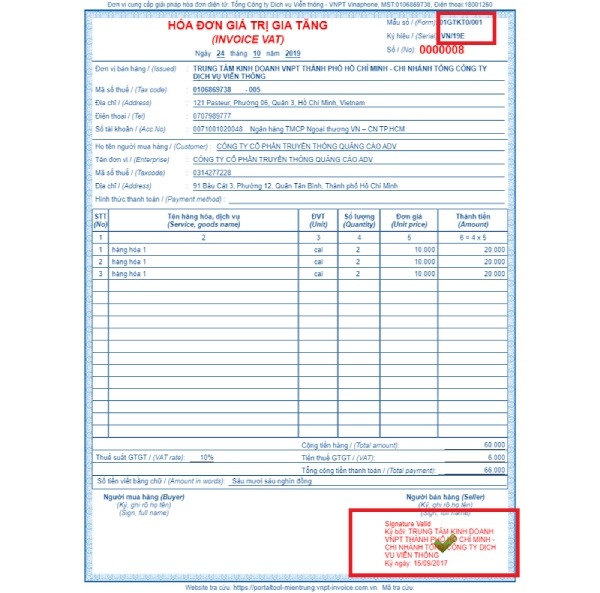 Đơn vị cung cấp giải pháp hóa đơn điện tử: Tổng Công ty Dịch vụ Viễn thông - VNPT Vinaphone, MST:0106869738, Điện thoại:18001260
HÓA ĐƠN GIÁ TRỊ GIA TĂNG
(INVOICE VAT)
Ngày 24 tháng 10 năm 2019
Mẫu số / (Form) 01GTKT0/001
Ký hiệu / (Serial) VN/19E
Số / (No): 0000008
Đơn vị bán hàng / (Issued) : TRUNG TÂM KINH DOANH VNPT THÀNH PHỐ HỒ CHÍ MINH - CHI NHÁNH TỔNG CÔNG TY
DỊCH VỤ VIỄN THÔNG
Mã số thuế / (Tax code) : 0106869738 - 005
Địa chỉ / (Address) : 121 Pasteur, Phường 06, Quận 3, Hồ Chí Minh, Vietnam
Điện thoại / (Tel) : 0707989777
Số tài khoản / (Acc.No) : 0071001020048 Ngân hàng TMCP Ngoại thương VN – CN TP.HCM
Họ tên người mua hàng / (Customer) : CÔNG TY CỔ PHẦN TRUYỀN THÔNG QUẢNG CÁO ADV
Tên đơn vị / (Enterprise) : CÔNG TY CỔ PHẦN TRUYỀN THÔNG QUẢNG CÁO ADV
Mã số thuế / (Taxcode) : 0314277228
Địa chỉ / (Address) : 91 Bàu Cát 3, Phường 12, Quận Tân Bình, Thành phố Hồ Chí Minh
Hình thức thanh toán / (Payment method) :
STT (No) Tên hàng hóa, dịch vụ (Service, goods name) ĐVT (Unit) Số lượng (Quantity) Đơn giá (Unit price) Thành tiền (Amount)
1 2 3 4 5 6 = 4 x 5
1 hàng hóa 1 cai 2 10.000 20.000
2 hàng hóa 1 cai 2 10.000 20.000
3 hàng hóa 1 cai 2 10.000 20.000
Cộng tiền hàng / (Total amount): 60.000
Thuế suất GTGT / (VAT rate): 10% Tiền thuế GTGT / (VAT): 6.000
Tổng cộng tiền thanh toán / (Total payment): 66.000
Số tiền viết bằng chữ / (Amount in words): Sáu mươi sáu nghìn đồng
Người mua hàng (Buyer)
(Ký, ghi rõ họ tên)
(Sign, full name)
Người bán hàng (Seller)
(Ký, ghi rõ họ tên)
(Sign, full name)
Signature Valid
Ký bởi: TRUNG TÂM KINH DOANH
VNPT THÀNH PHỐ HỒ CHÍ MINH -
CHI NHÁNH TỔNG CÔNG TY DỊCH
VỤ VIỄN THÔNG
Ký ngày: 15/09/2017
Website tra cứu: https://portaltool-mientrung.vnpt-invoice.com.vn Mã tra cứu: